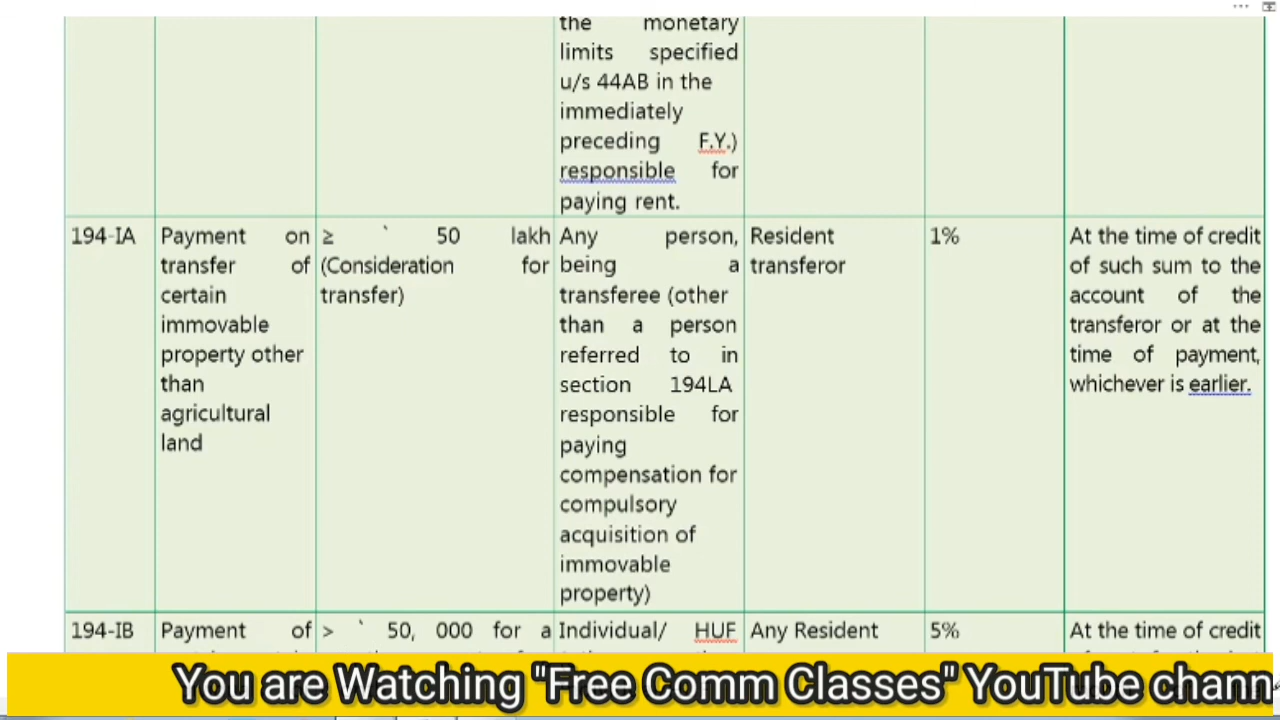 the monetary
limits specified
u/s 44AB in the
immediately
preceding F.Y.)
responsible for
paying rent.
194-IA
Payment on
transfer of
certain
immovable
property other
than
agricultural
land
≥ ` 50 lakh
(Consideration for
transfer)
Any person,
being a
transferee (other
than a person
referred to in
section 194LA
responsible for
paying
compensation for
compulsory
acquisition of
immovable
property)
Resident
transferor
1%
At the time of credit
of such sum to the
account of the
transferor or at the
time of payment,
whichever is earlier.
194-IB
Payment of
> ` 50, 000 for a
Individual/ HUF
Any Resident
5%
At the time of credit
You are Watching "Free Comm Classes" YouTube chann